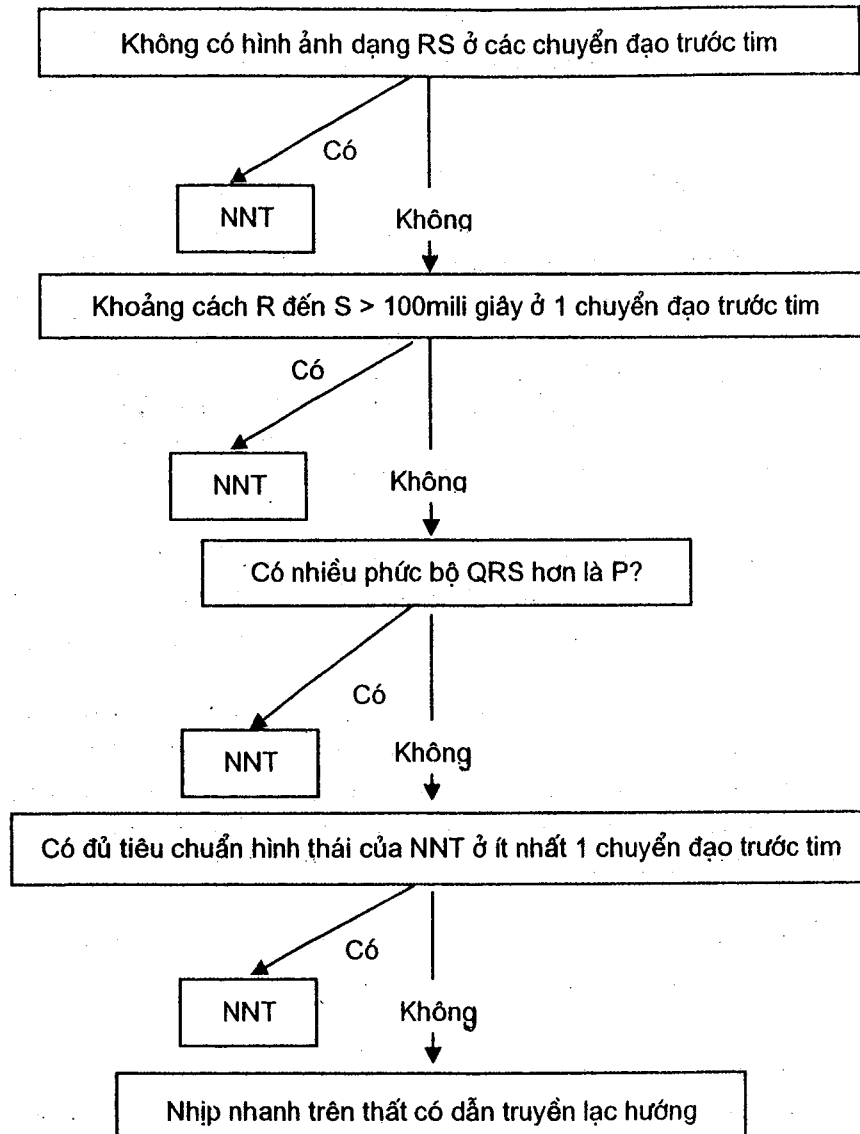 Không có hình ảnh dạng RS ở các chuyển đạo trước tim
Có
NNT
Không
Khoảng cách R đến S > 100mili giây ở 1 chuyển đạo trước tim
Có
NNT
Không
Có nhiều phức bộ QRS hơn là P?
Có
NNT
Không
Có đủ tiêu chuẩn hình thái của NNT ở ít nhất 1 chuyển đạo trước tim
Có
NNT
Không
Nhịp nhanh trên thất có dẫn truyền lạc hướng